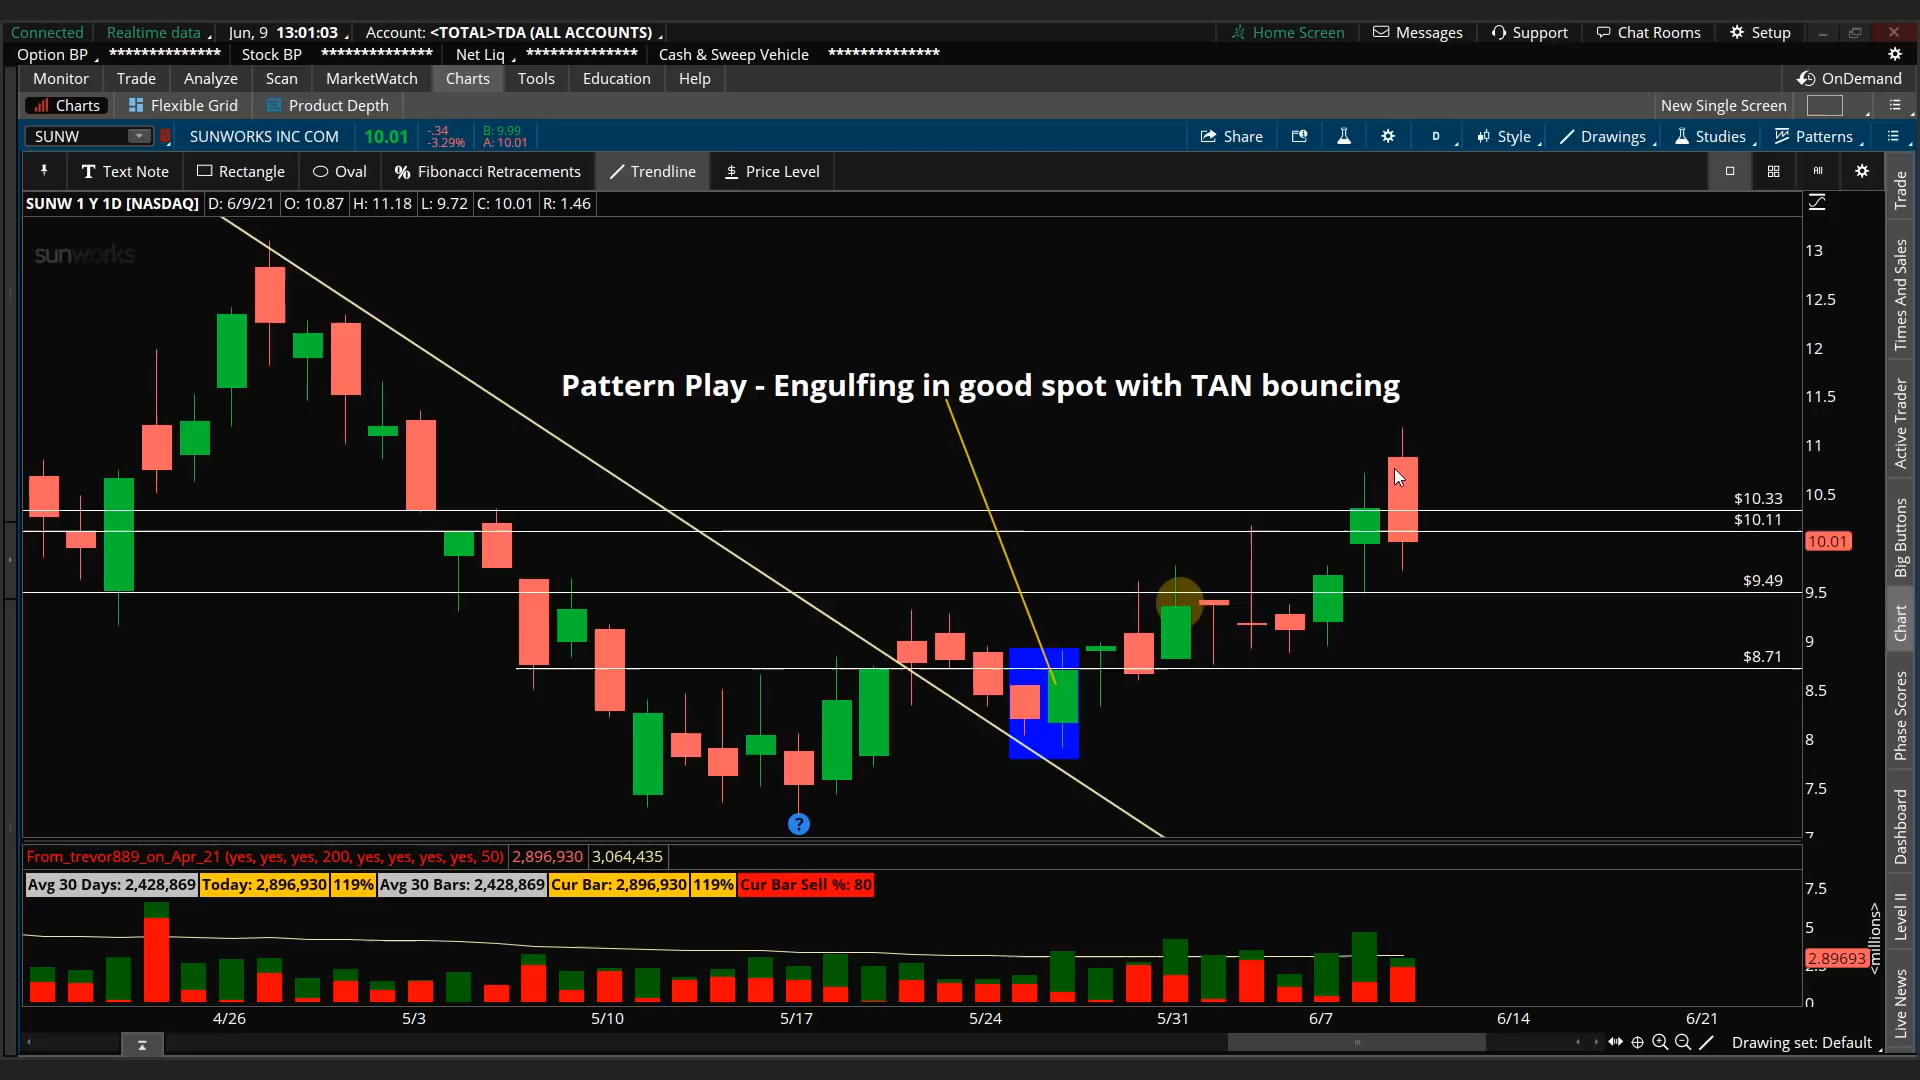 Connected Realtime data Jun, 9 13:01:03 Account: <TOTAL>TDA (ALL ACCOUNTS) Home Screen Messages Support Chat Rooms Setup
Option BP ************** Stock BP ************** Net Liq ************** Cash & Sweep Vehicle **************
Monitor Trade Analyze Scan MarketWatch Charts Tools Education Help OnDemand
Charts Flexible Grid Product Depth New Single Screen
SUNW SUNWORKS INC COM 10.01 -.34 -3.29% B: 9.99 A: 10.01 Share D Style Drawings Studies Patterns
T Text Note Rectangle Oval % Fibonacci Retracements Trendline $ Price Level All
SUNW 1 Y 1D [NASDAQ] D: 6/9/21 O: 10.87 H: 11.18 L: 9.72 C: 10.01 R: 1.46
sunworks
Pattern Play - Engulfing in good spot with TAN bouncing
13
12.5
12
11.5
11
10.5
$10.33
$10.11
10.01
$9.49
9.5
9
$8.71
8.5
8
7.5
7
?
From_trevor889_on_Apr_21 (yes, yes, yes, 200, yes, yes, yes, yes, 50) 2,896,930 3,064,435
Avg 30 Days: 2,428,869 Today: 2,896,930 119% Avg 30 Bars: 2,428,869 Cur Bar: 2,896,930 119% Cur Bar Sell %: 80
7.5
5
2.89693
0
<millions>
4/26 5/3 5/10 5/17 5/24 5/31 6/7 6/14 6/21
Drawing set: Default
Trade
Times And Sales
Active Trader
Big Buttons
Chart
Phase Scores
Dashboard
Level II
Live News